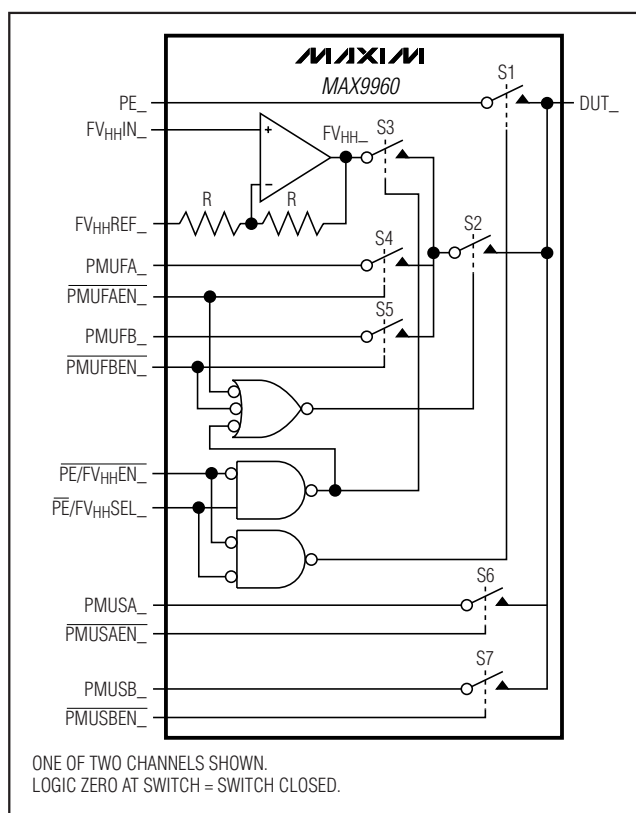 MAXIM
MAX9960
S1
PE_
DUT_
FVHHIN_
FVHH_
S3
+
−
R
R
FVHHREF_
S2
S4
PMUFA_
PMUFAEN_
S5
PMUFB_
PMUFBEN_
PE/FVHHEN_
PE/FVHHSEL_
S6
PMUSA_
PMUSAEN_
S7
PMUSB_
PMUSBEN_
ONE OF TWO CHANNELS SHOWN.
LOGIC ZERO AT SWITCH = SWITCH CLOSED.